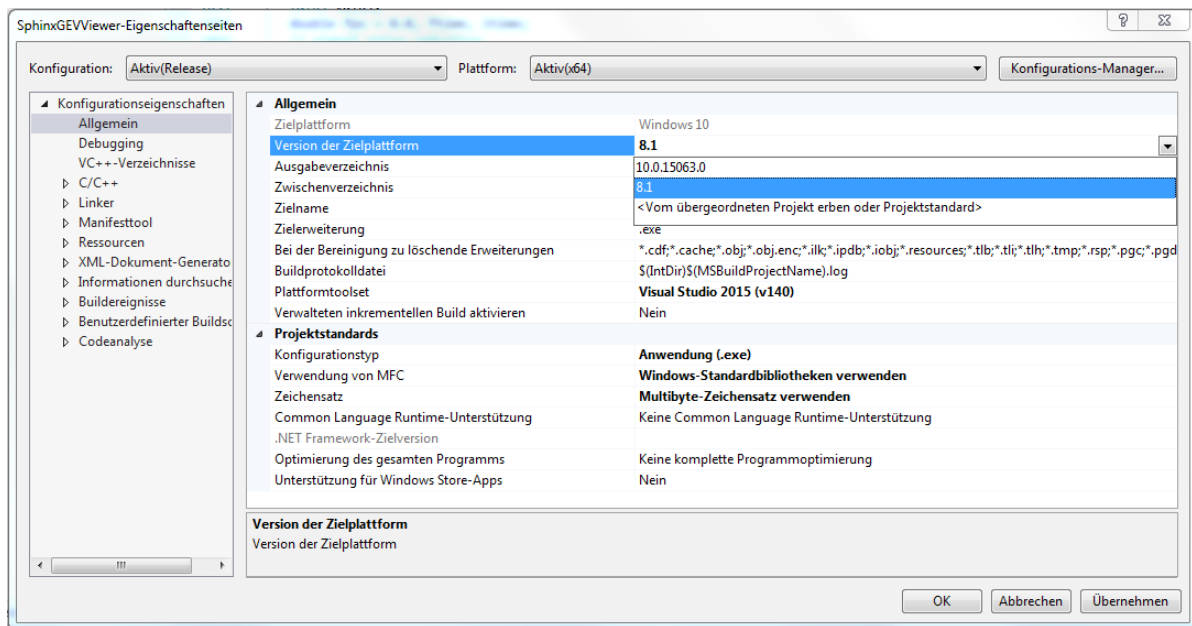 SphinxGEVViewer-Eigenschaftenseiten
Konfiguration: Aktiv(Release) Plattform: Aktiv(x64) Konfigurations-Manager...
Konfigurationseigenschaften
Allgemein
Debugging
VC++-Verzeichnisse
C/C++
Linker
Manifesttool
Ressourcen
XML-Dokument-Generato
Informationen durchsuche
Buildereignisse
Benutzerdefinierter Buildsc
Codeanalyse
Allgemein
Zielplattform Windows 10
Version der Zielplattform 8.1
Ausgabeverzeichnis 10.0.15063.0
Zwischenverzeichnis 8.1
Zielname <Vom übergeordneten Projekt erben oder Projektstandard>
Zielerweiterung .exe
Bei der Bereinigung zu löschende Erweiterungen *.cdf;*.cache;*.obj;*.obj.enc;*.ilk;*.ipdb;*.iobj;*.resources;*.tlb;*.tli;*.tlh;*.tmp;*.rsp;*.pgc;*.pgd
Buildprotokolldatei $(IntDir)$(MSBuildProjectName).log
Plattformtoolset Visual Studio 2015 (v140)
Verwalteten inkrementellen Build aktivieren Nein
Projektstandards
Konfigurationstyp Anwendung (.exe)
Verwendung von MFC Windows-Standardbibliotheken verwenden
Zeichensatz Multibyte-Zeichensatz verwenden
Common Language Runtime-Unterstützung Keine Common Language Runtime-Unterstützung
.NET Framework-Zielversion
Optimierung des gesamten Programms Keine komplette Programmoptimierung
Unterstützung für Windows Store-Apps Nein
Version der Zielplattform
Version der Zielplattform
OK Abbrechen Übernehmen